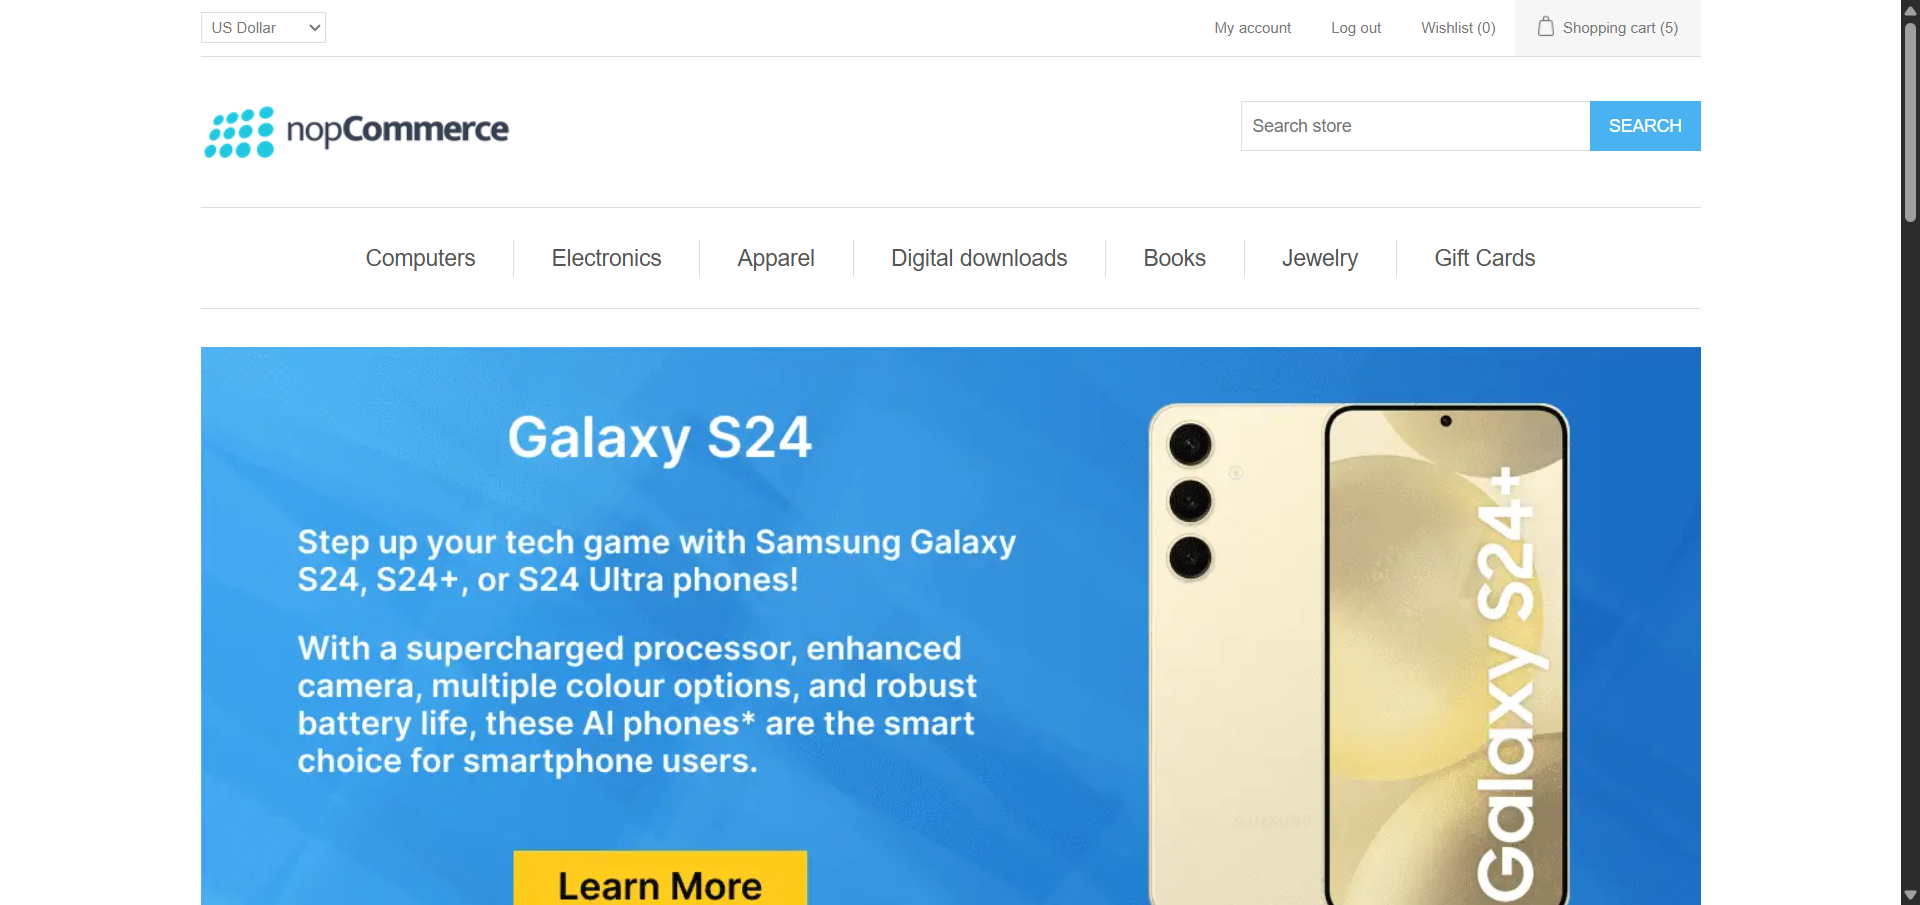 US Dollar
My account
Log out
Wishlist (0)
Shopping cart (5)
nopCommerce
Search store
SEARCH
Computers
Electronics
Apparel
Digital downloads
Books
Jewelry
Gift Cards
Galaxy S24
Step up your tech game with Samsung Galaxy
S24, S24+, or S24 Ultra phones!
With a supercharged processor, enhanced
camera, multiple colour options, and robust
battery life, these AI phones* are the smart
choice for smartphone users.
Learn More
SAMSUNG
Galaxy S24+